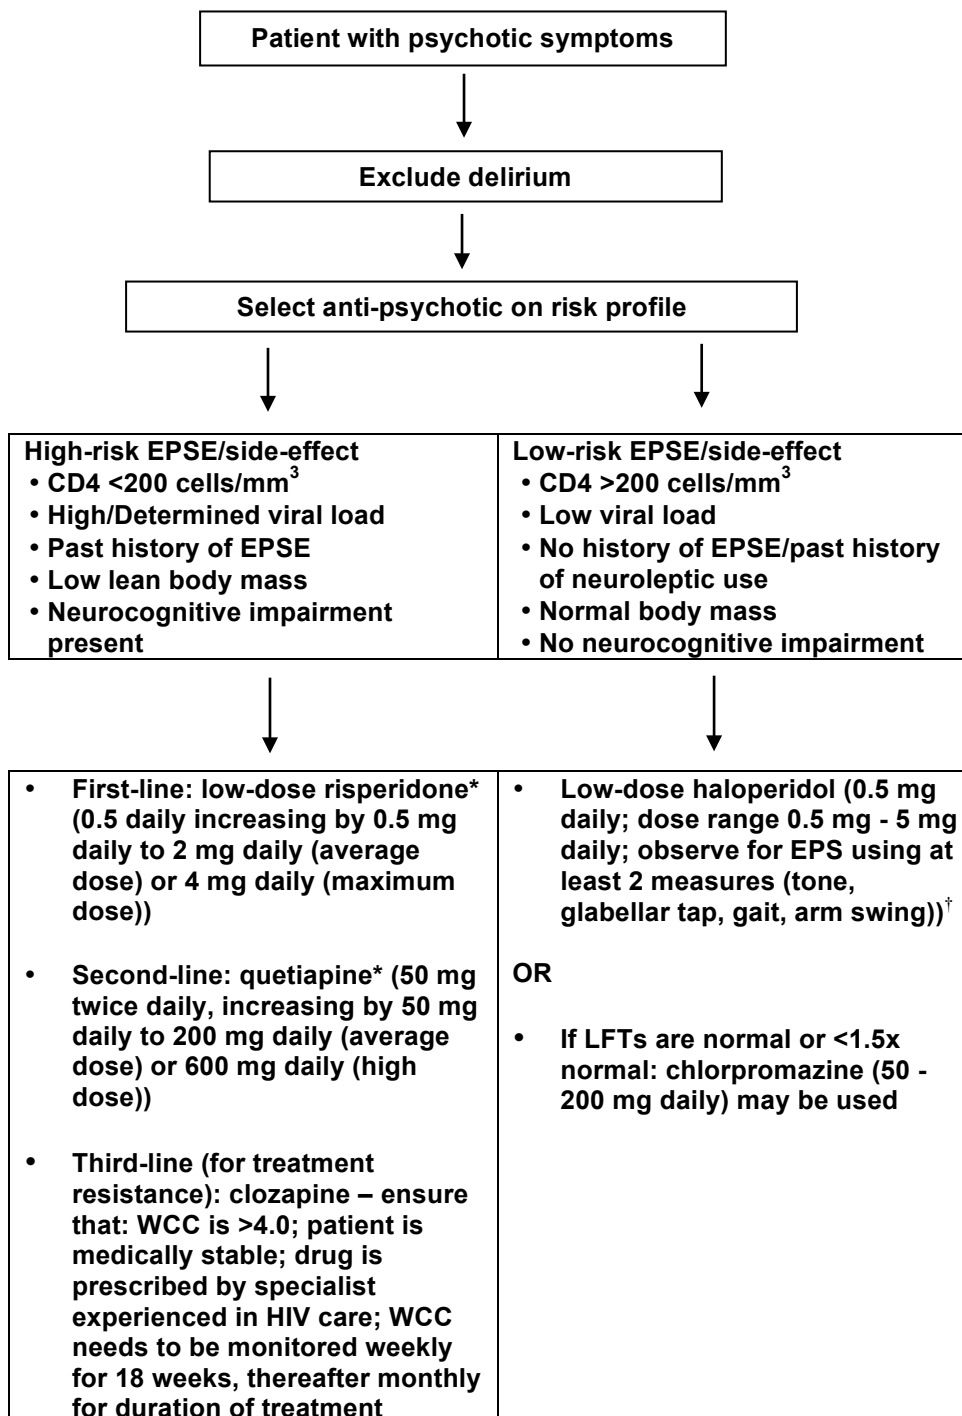 Patient with psychotic symptoms
Exclude delirium
Select anti-psychotic on risk profile
High-risk EPSE/side-effect
• CD4 <200 cells/mm³
• High/Determined viral load
• Past history of EPSE
• Low lean body mass
• Neurocognitive impairment
present
Low-risk EPSE/side-effect
• CD4 >200 cells/mm³
• Low viral load
• No history of EPSE/past history
of neuroleptic use
• Normal body mass
• No neurocognitive impairment
• First-line: low-dose risperidone*
(0.5 daily increasing by 0.5 mg
daily to 2 mg daily (average
dose) or 4 mg daily (maximum
dose))
• Second-line: quetiapine* (50 mg
twice daily, increasing by 50 mg
daily to 200 mg daily (average
dose) or 600 mg daily (high
dose))
• Third-line (for treatment
resistance): clozapine – ensure
that: WCC is >4.0; patient is
medically stable; drug is
prescribed by specialist
experienced in HIV care; WCC
needs to be monitored weekly
for 18 weeks, thereafter monthly
for duration of treatment
• Low-dose haloperidol (0.5 mg
daily; dose range 0.5 mg - 5 mg
daily; observe for EPS using at
least 2 measures (tone,
glabellar tap, gait, arm swing))†
OR
• If LFTs are normal or <1.5x
normal: chlorpromazine (50 -
200 mg daily) may be used